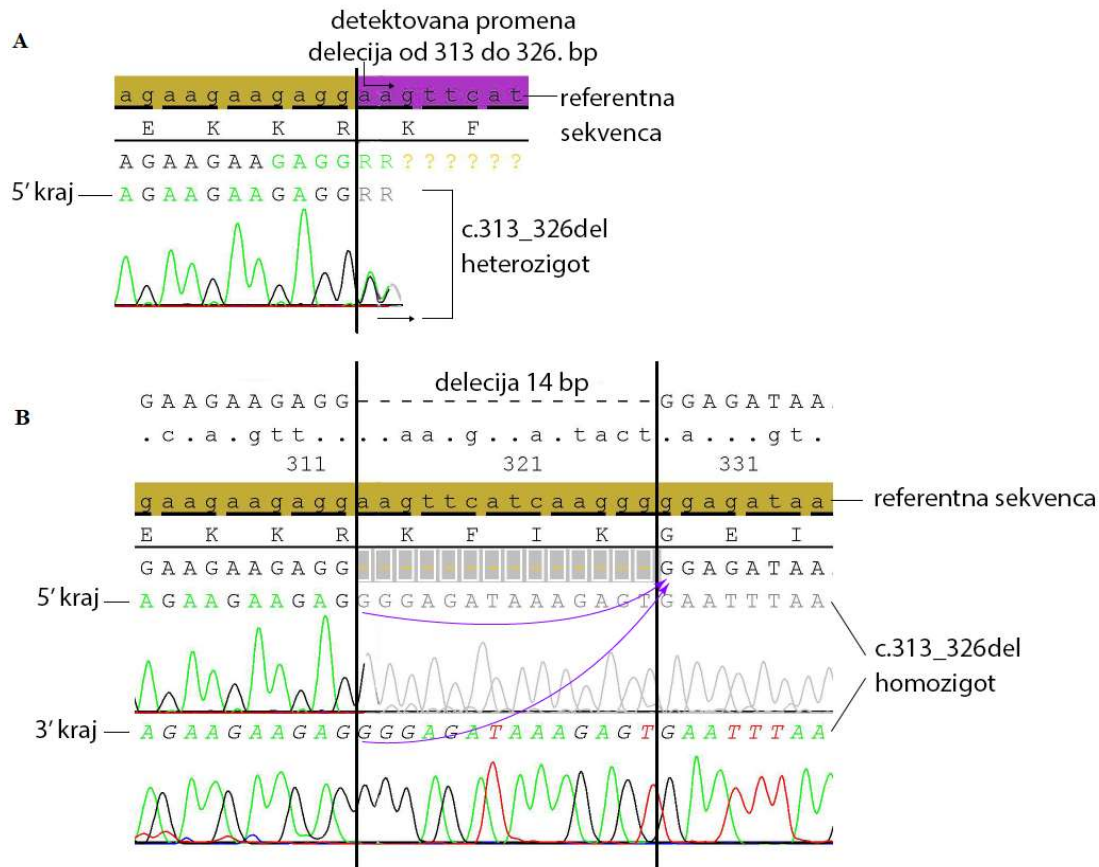 A
detektovana promena
delecija od 313 do 326. bp
agaagaagaggaagttcat
referentna
sekvenca
E K K R K F
AGAAGAAGAGGRR??????
5' kraj
AGAAGAAGAGGRR
c.313_326del
heterozigot
B
delecija 14 bp
GAAGAAGAGG--------------GGAGATAA
.c.a.gtt....aa.g..a.tact.a...gt.
311 321 331
gaagaagaggaagttcatcaagggggagataa
referentna sekvenca
E K K R K F I K G E I
GAAGAAGAGG--------------GGAGATAA
5' kraj
AGAAGAAGAGGGGAGATAAAGAGTGAATTTAA
3' kraj
AGAAGAAGAGGGGAGATAAAGAGTGAATTTAA
c.313_326del
homozigot